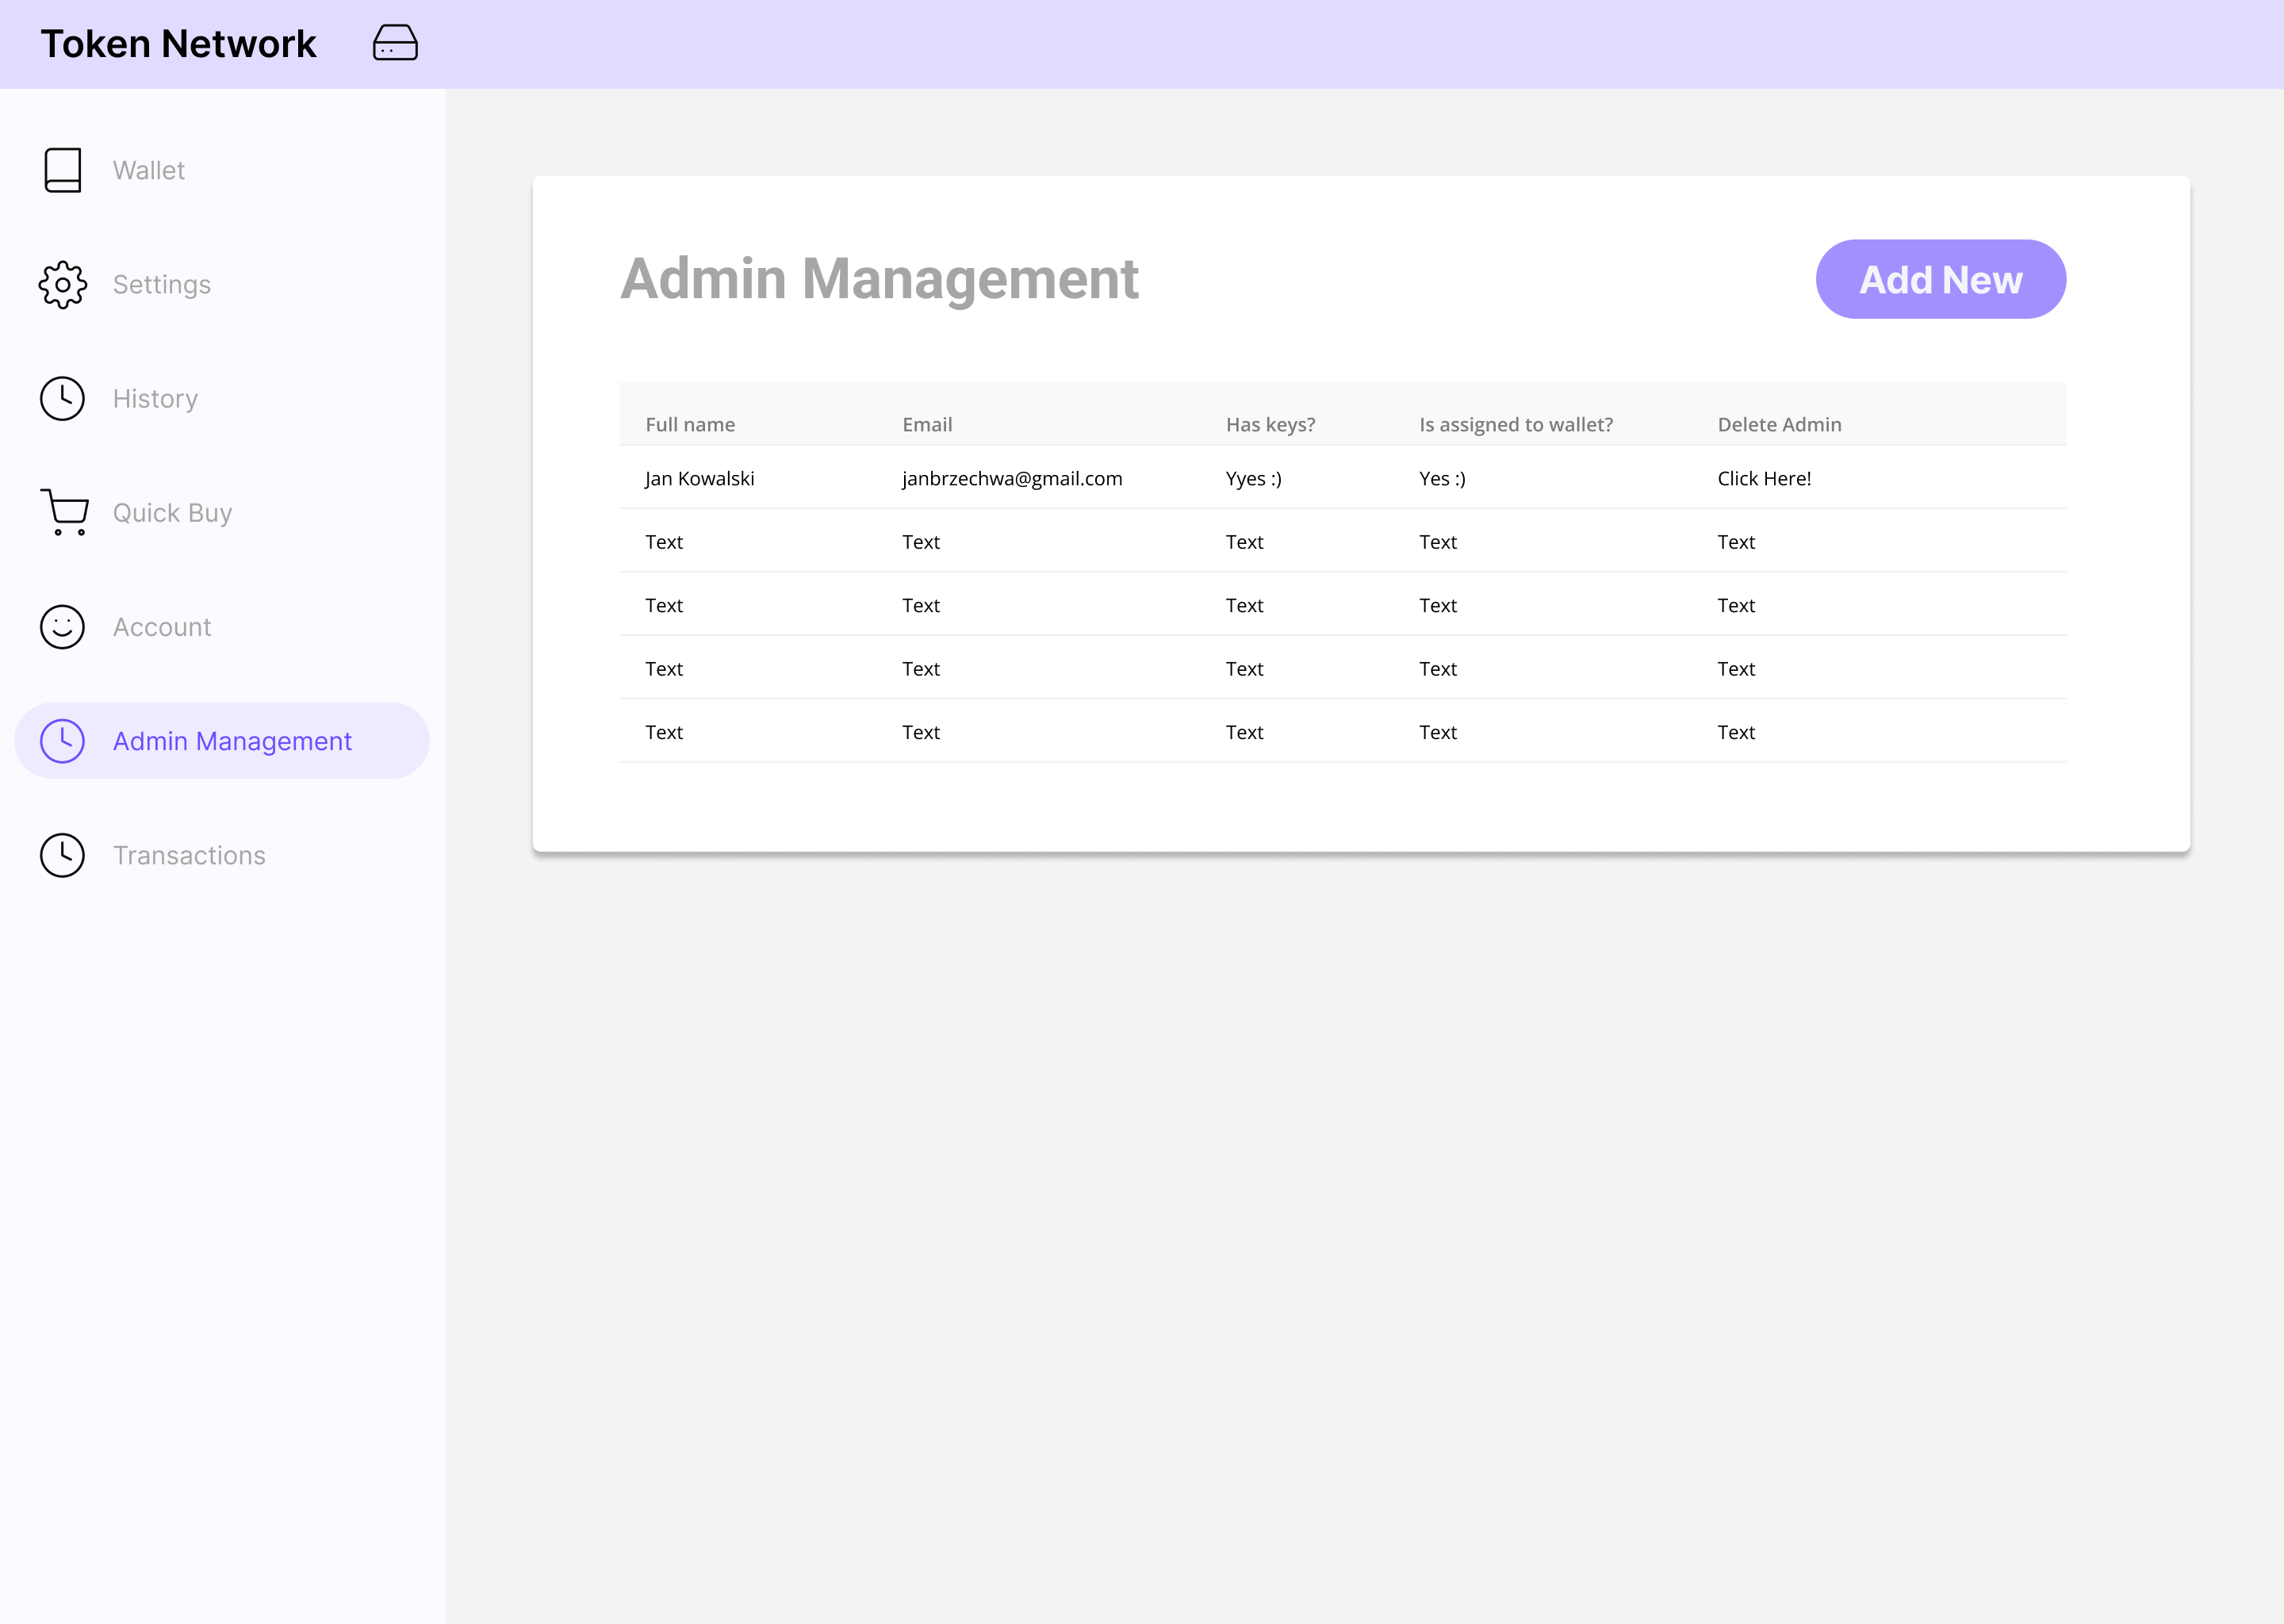 Token Network
Wallet
Settings
History
Quick Buy
Account
Admin Management
Transactions
Admin Management
Add New
Full name Email Has keys? Is assigned to wallet? Delete Admin
Jan Kowalski janbrzechwa@gmail.com Yyes :) Yes :) Click Here!
Text Text Text Text Text
Text Text Text Text Text
Text Text Text Text Text
Text Text Text Text Text